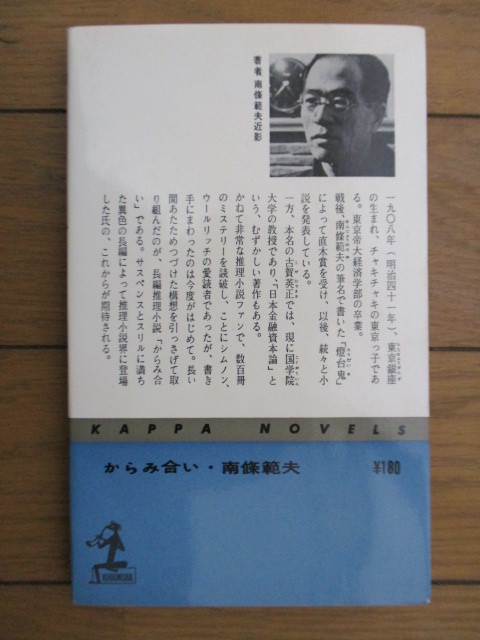 著者 南條範夫近影
一九〇八年(明治四十一年)、東京銀座
の生まれ、チャキチャキの東京っ子であ
る。東京帝大経済学部の卒業。
戦後、南條範夫の筆名で書いた「燈台鬼」
によって直木賞を受け、以後、続々と小
説を発表している。
一方、本名の古賀英正では、現に国学院
大学の教授であり、「日本金融資本論」と
いう、むずかしい著作もある。
かねて非常な推理小説ファンで、数百冊
のミステリーを読破し、ことにシムノン、
ウールリッチの愛読者であったが、書き
手にまわったのは今度がはじめて。長い
間あたためつづけた構想を引っさげて取
り組んだのが、長編推理小説「からみ合
い」である。サスペンスとスリルに満ち
た異色の長編によって推理小説界に登場
した氏の、これからが期待される。
KAPPA NOVELS
からみ合い・南條範夫 ¥180
KOBUNSHA